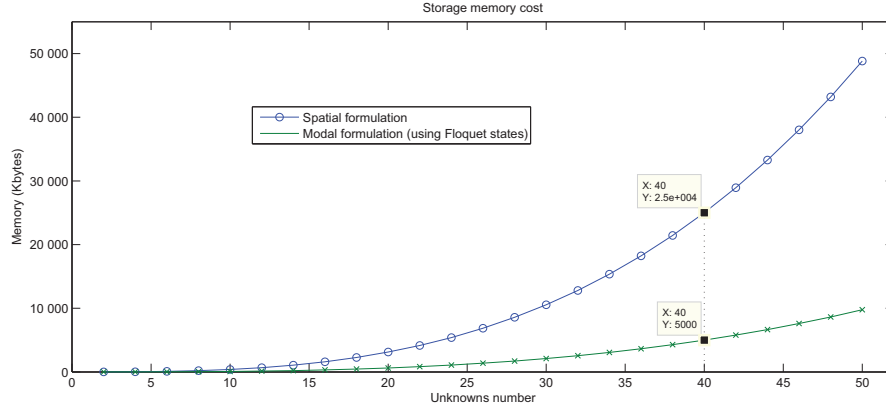 Storage memory cost
50 000
40 000
30 000
20 000
10 000
0
Memory (Kbytes)
Spatial formulation
Modal formulation (using Floquet states)
X: 40
Y: 2.5e+004
X: 40
Y: 5000
0 5 10 15 20 25 30 35 40 45 50
Unknowns number